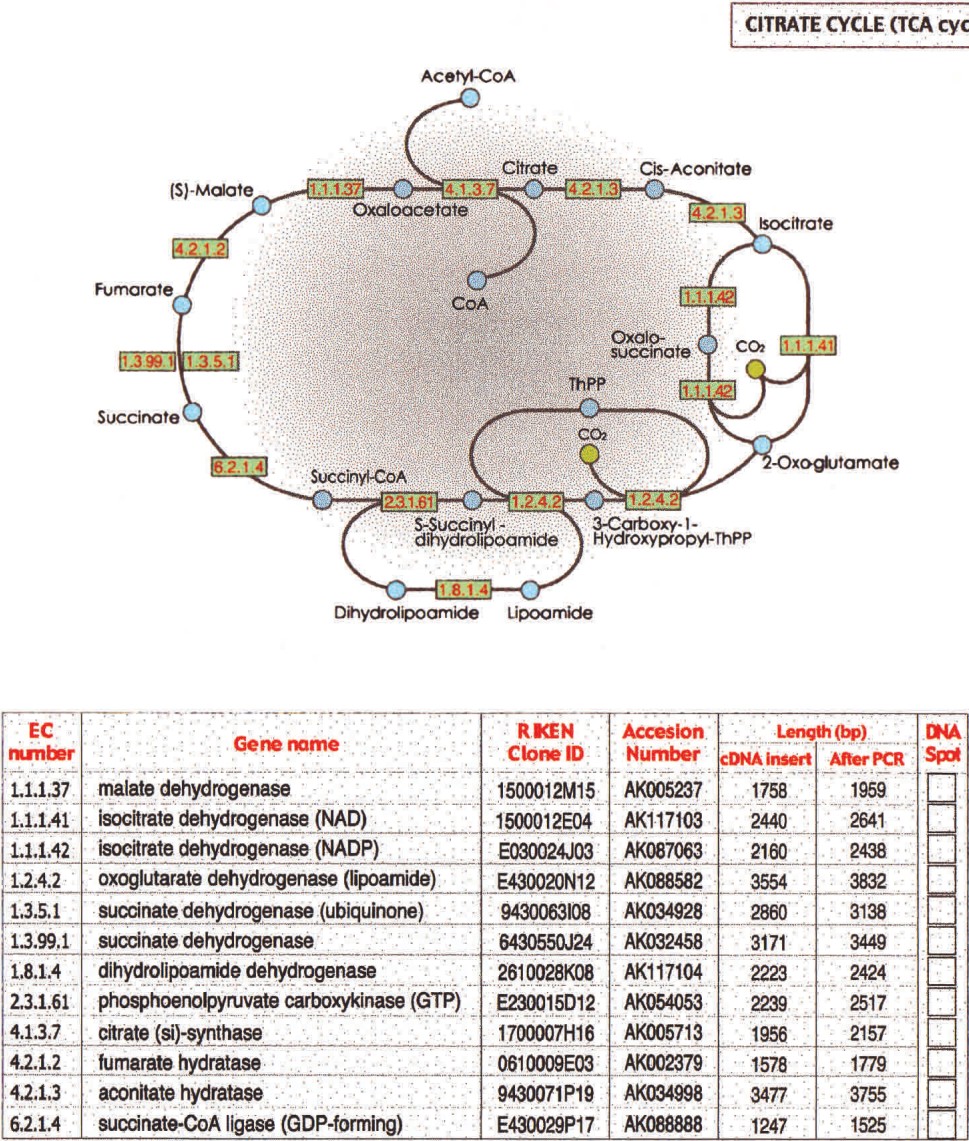 CITRATE CYCLE (TCA cyc
Acetyl-CoA
Citrate
Cis-Aconitate
(S)-Malate
1.1.1.37
4.1.3.7
4.2.1.3
Oxaloacetate
4.2.1.3
Isocitrate
4.2.1.2
Fumarate
CoA
1.1.1.42
Oxalo-
succinate
CO₂
1.1.1.41
1.3.99.1
1.3.5.1
ThPP
1.1.1.42
Succinate
CO₂
2-Oxo-glutamate
6.2.1.4
Succinyl-CoA
2.3.1.61
1.2.4.2
1.2.4.2
S-Succinyl-
dihydrolipoamide
3-Carboxy-1-
Hydroxypropyl-ThPP
1.8.1.4
Dihydrolipoamide
Lipoamide
EC number Gene name RIKEN Clone ID Accesion Number Length (bp) DNA Spot
cDNA insert After PCR
1.1.1.37 malate dehydrogenase 1500012M15 AK005237 1758 1959
1.1.1.41 isocitrate dehydrogenase (NAD) 1500012E04 AK117103 2440 2641
1.1.1.42 isocitrate dehydrogenase (NADP) E030024J03 AK087063 2160 2438
1.2.4.2 oxoglutarate dehydrogenase (lipoamide) E430020N12 AK088582 3554 3832
1.3.5.1 succinate dehydrogenase (ubiquinone) 9430063I08 AK034928 2860 3138
1.3.99.1 succinate dehydrogenase 6430550J24 AK032458 3171 3449
1.8.1.4 dihydrolipoamide dehydrogenase 2610028K08 AK117104 2223 2424
2.3.1.61 phosphoenolpyruvate carboxykinase (GTP) E230015D12 AK054053 2239 2517
4.1.3.7 citrate (si)-synthase 1700007H16 AK005713 1956 2157
4.2.1.2 fumarate hydratase 0610009E03 AK002379 1578 1779
4.2.1.3 aconitate hydratase 9430071P19 AK034998 3477 3755
6.2.1.4 succinate-CoA ligase (GDP-forming) E430029P17 AK088888 1247 1525